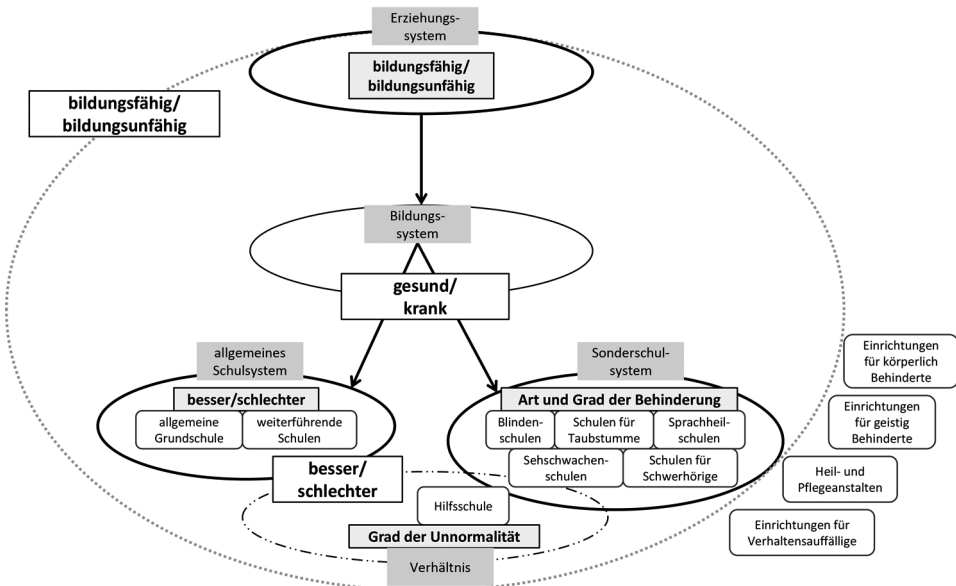 Erziehungs-
system
bildungsfähig/
bildungsunfähig
bildungsfähig/
bildungsunfähig
Bildungs-
system
gesund/
krank
allgemeines
Schulsystem
besser/schlechter
allgemeine
Grundschule
weiterführende
Schulen
besser/
schlechter
Sonderschul-
system
Art und Grad der Behinderung
Blinden-
schulen
Schulen für
Taubstumme
Sprachheil-
schulen
Sehschwachen-
schulen
Schulen für
Schwerhörige
Hilfsschule
Grad der Unnormalität
Verhältnis
Einrichtungen
für körperlich
Behinderte
Einrichtungen
für geistig
Behinderte
Heil- und
Pflegeanstalten
Einrichtungen für
Verhaltensauffällige